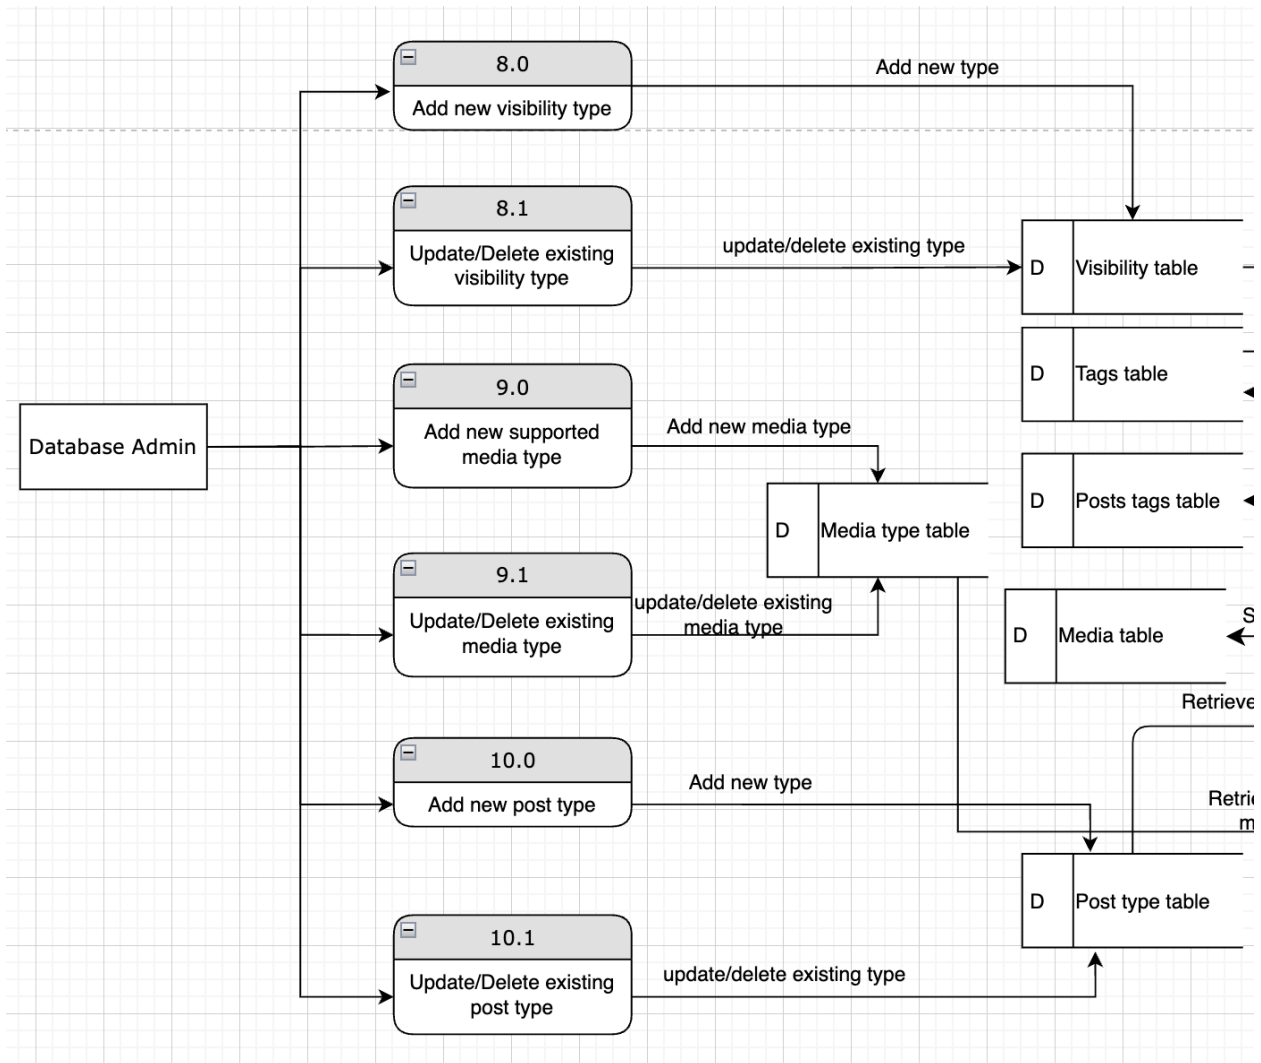 8.0
Add new visibility type
Add new type
8.1
Update/Delete existing
visibility type
update/delete existing type
D
Visibility table
D
Tags table
9.0
Add new supported
media type
Add new media type
Database Admin
D
Media type table
D
Posts tags table
9.1
Update/Delete existing
media type
update/delete existing
media type
D
Media table
S
Retrieve
10.0
Add new post type
Add new type
Retrie
m
D
Post type table
10.1
Update/Delete existing
post type
update/delete existing type